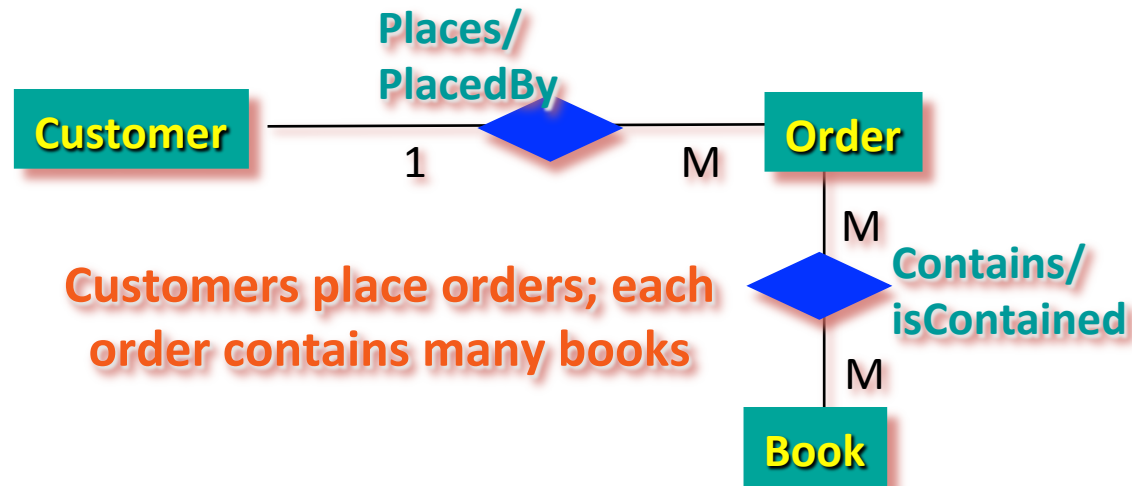 Places/
PlacedBy
Customer
Order
1
M
M
Contains/
isContained
Customers place orders; each
order contains many books
M
Book